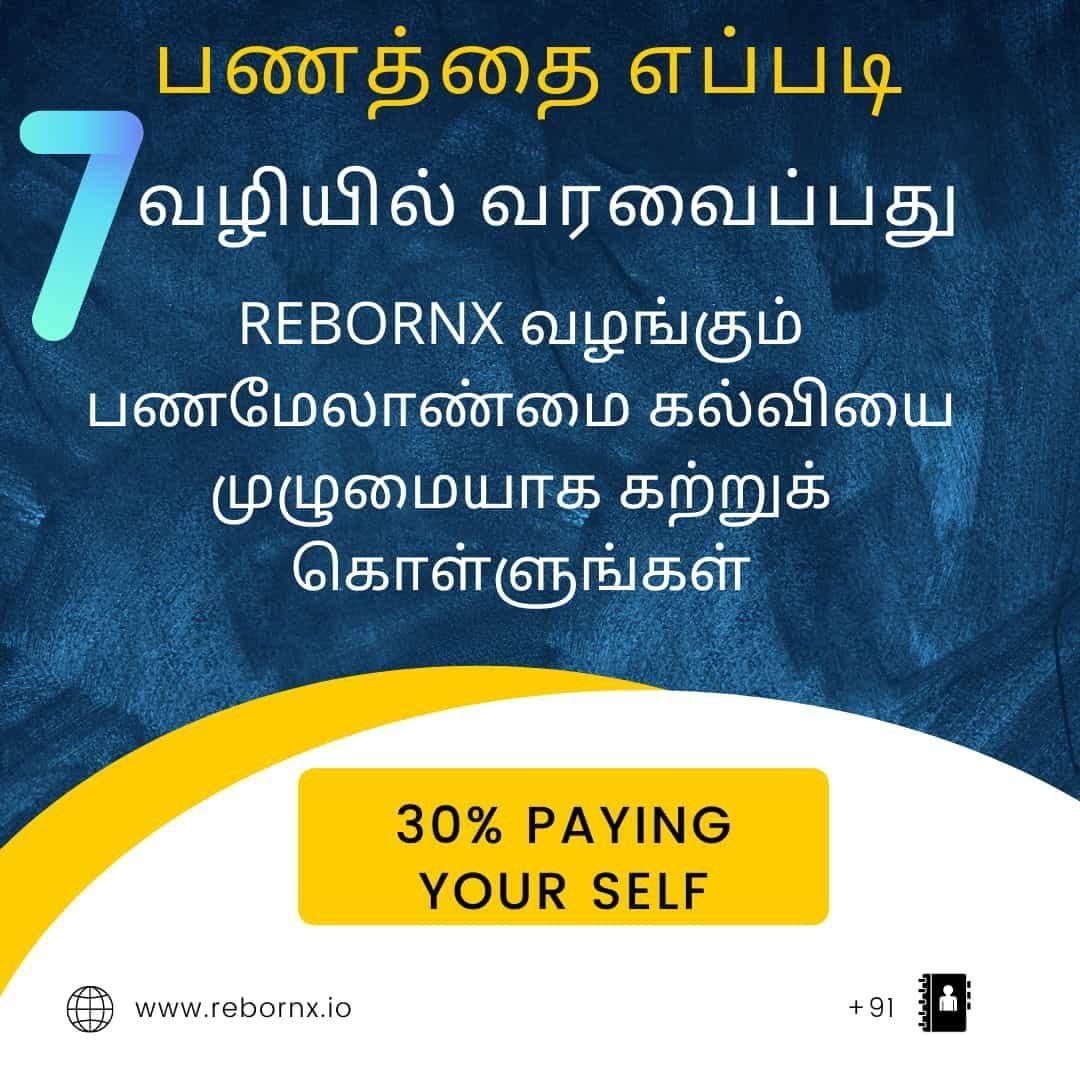 பணத்தை எப்படி
7 வழியில் வரவைப்பது
REBORNX வழங்கும்
பணமேலாண்மை கல்வியை
முழுமையாக கற்றுக்
கொள்ளுங்கள்
30% PAYING
YOUR SELF
www.rebornx.io
+91